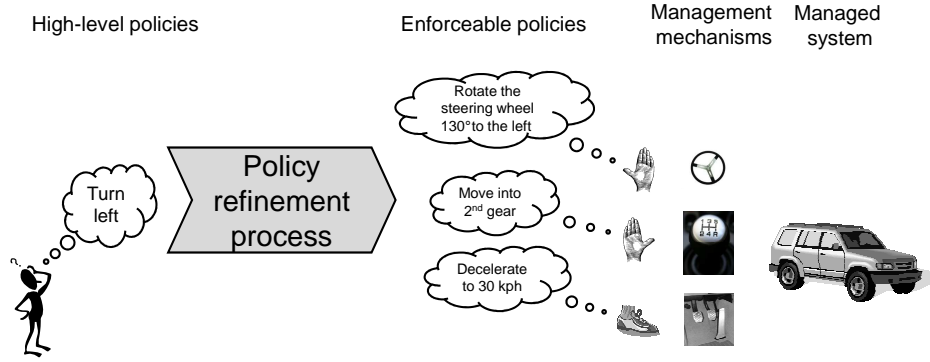 High-level policies
Enforceable policies
Management
mechanisms
Managed
system
Rotate the
steering wheel
130° to the left
Turn
left
Policy
refinement
process
Move into
2nd gear
Decelerate
to 30 kph
? ?